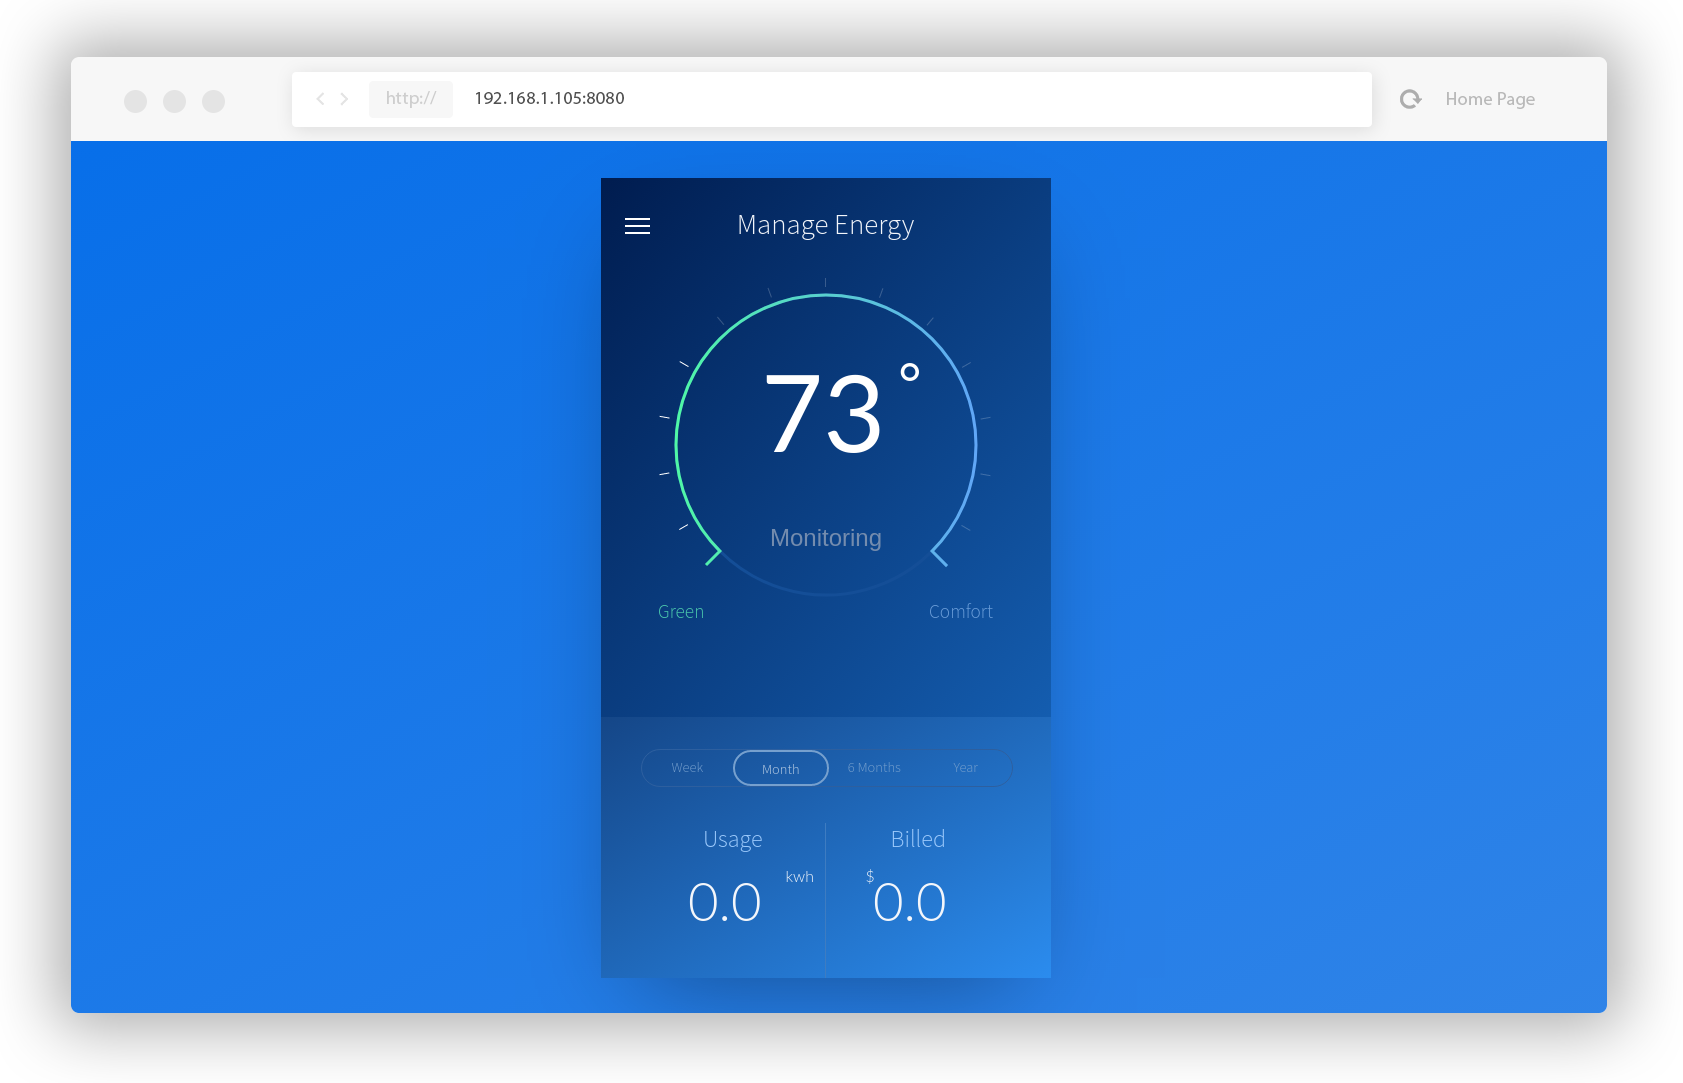 http:// 192.168.1.105:8080 Home Page
Manage Energy
73°
Monitoring
Green Comfort
Week Month 6 Months Year
Usage Billed
kwh $
0.0 0.0